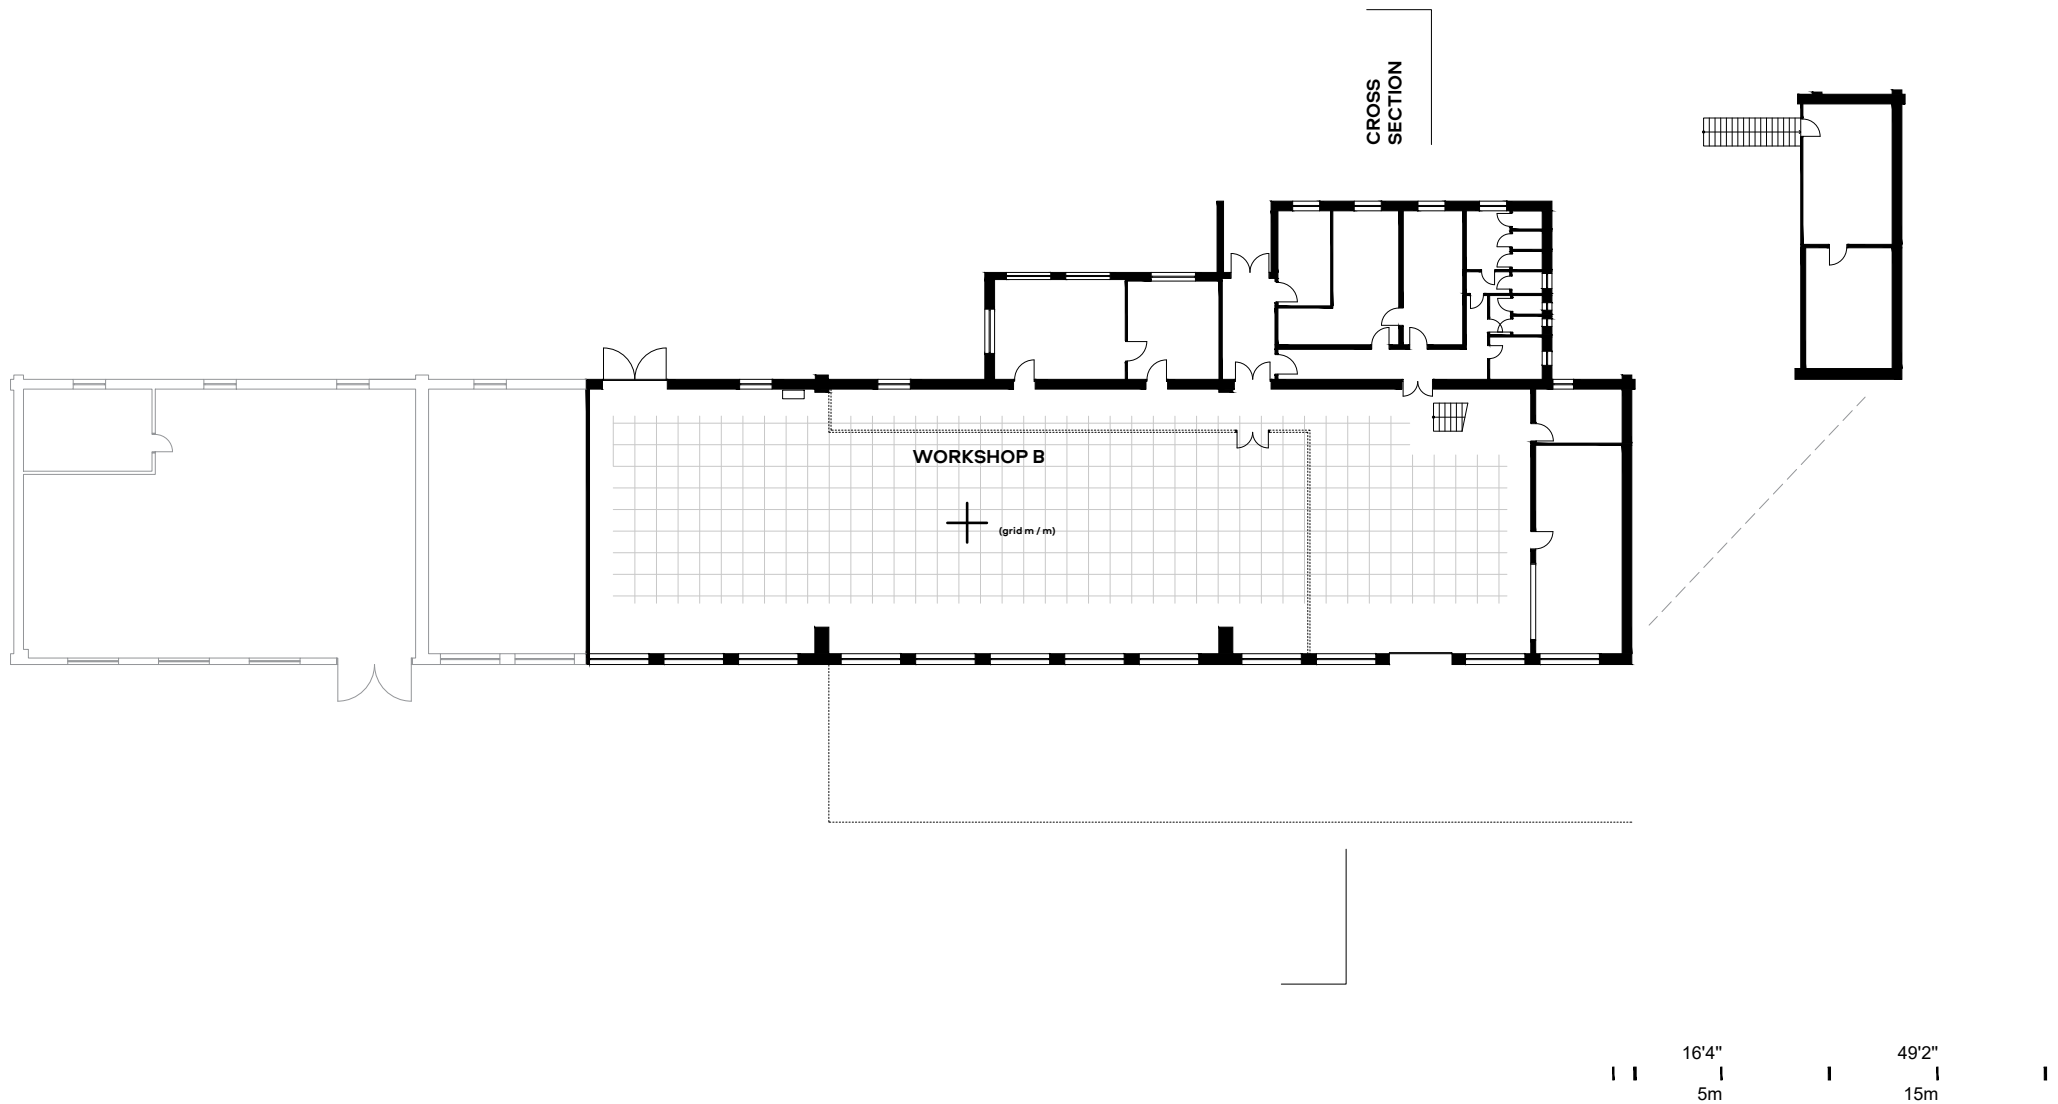 CROSS
SECTION
WORKSHOP B
(grid m / m)
16'4"
49'2"
5m
15m